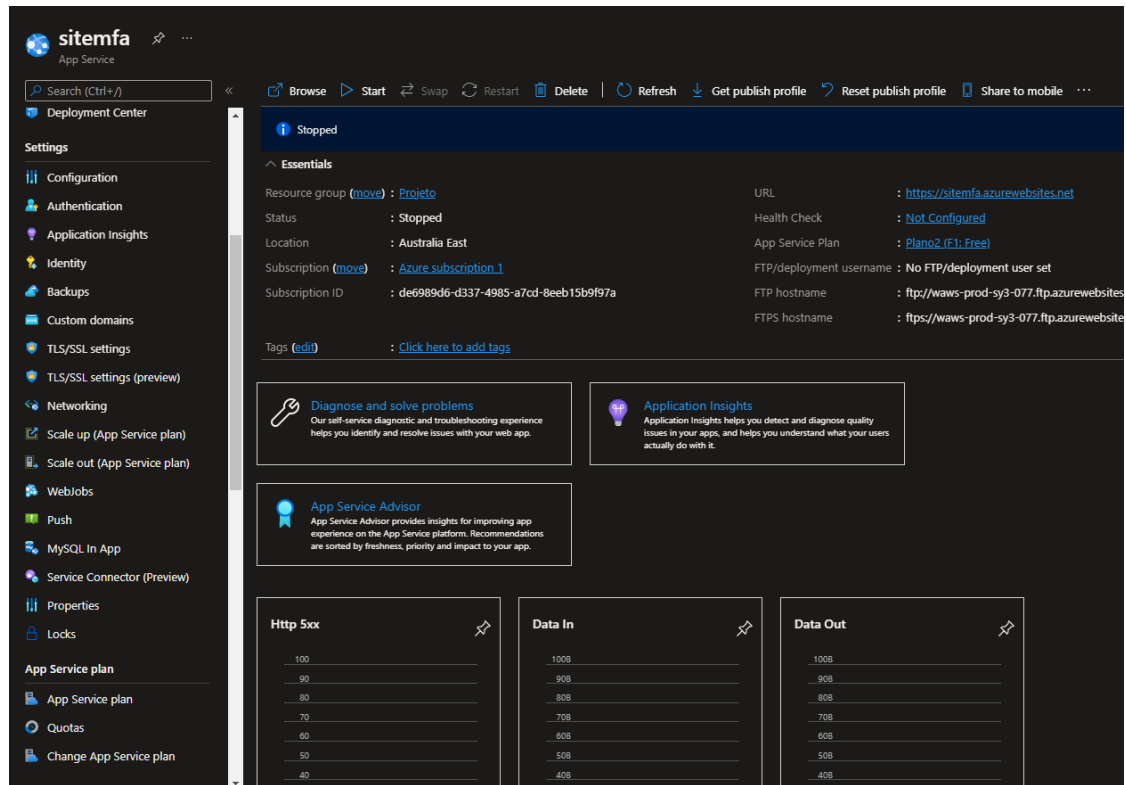 sitemfa
App Service
Search (Ctrl+/)
Deployment Center
Settings
Configuration
Authentication
Application Insights
Identity
Backups
Custom domains
TLS/SSL settings
TLS/SSL settings (preview)
Networking
Scale up (App Service plan)
Scale out (App Service plan)
WebJobs
Push
MySQL In App
Service Connector (Preview)
Properties
Locks
App Service plan
App Service plan
Quotas
Change App Service plan
Browse Start Swap Restart Delete Refresh Get publish profile Reset publish profile Share to mobile
Stopped
Essentials
Resource group (move) : Projeto
Status : Stopped
Location : Australia East
Subscription (move) : Azure subscription 1
Subscription ID : de6989d6-d337-4985-a7cd-8eeb15b9f97a
Tags (edit) : Click here to add tags
URL : https://sitemfa.azurewebsites.net
Health Check : Not Configured
App Service Plan : Plano2 (F1: Free)
FTP/deployment username : No FTP/deployment user set
FTP hostname : ftp://waws-prod-sy3-077.ftp.azurewebsites
FTPS hostname : ftps://waws-prod-sy3-077.ftp.azurewebsite
Diagnose and solve problems
Our self-service diagnostic and troubleshooting experience
helps you identify and resolve issues with your web app.
Application Insights
Application Insights helps you detect and diagnose quality
issues in your apps, and helps you understand what your users
actually do with it.
App Service Advisor
App Service Advisor provides insights for improving app
experience on the App Service platform. Recommendations
are sorted by freshness, priority and impact to your app.
Http 5xx
100
90
80
70
60
50
40
Data In
100B
90B
80B
70B
60B
50B
40B
Data Out
100B
90B
80B
70B
60B
50B
40B